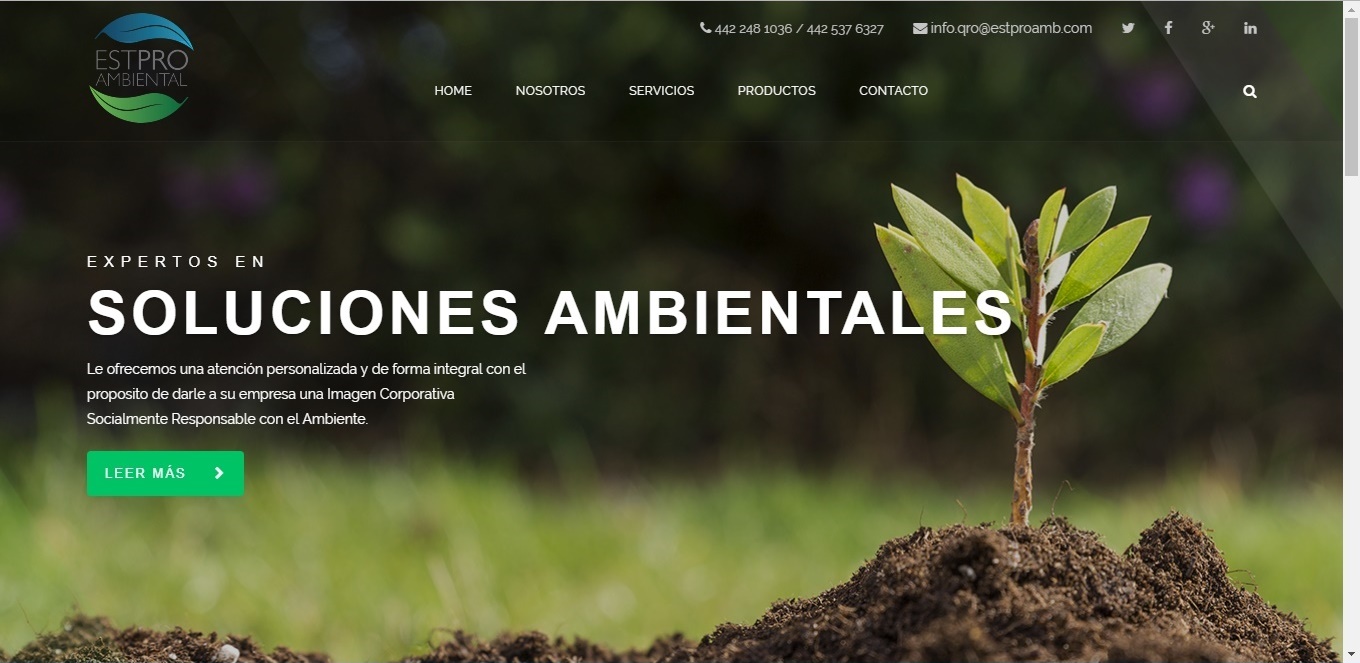 442 248 1036 / 442 537 6327
info.qro@estproamb.com
ESTPRO
AMBIENTAL
HOME
NOSOTROS
SERVICIOS
PRODUCTOS
CONTACTO
EXPERTOS EN
SOLUCIONES AMBIENTALES
Le ofrecemos una atención personalizada y de forma integral con el
proposito de darle a su empresa una Imagen Corporativa
Socialmente Responsable con el Ambiente.
LEER MÁS